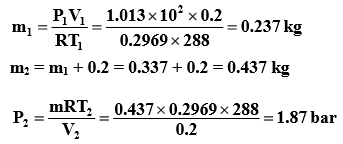 m₁ = P₁V₁ / RT₁ = 1.013×10² × 0.2 / 0.2969 × 288 = 0.237 kg
m₂ = m₁ + 0.2 = 0.337 + 0.2 = 0.437 kg
P₂ = mRT₂ / V₂ = 0.437 × 0.2969 × 288 / 0.2 = 1.87 bar